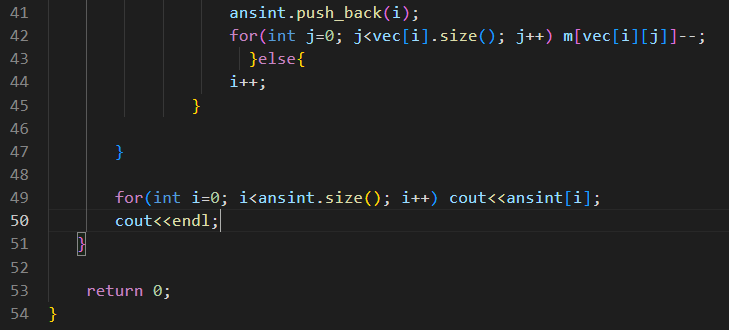 41 ansint.push_back(i);
42 for(int j=0; j<vec[i].size(); j++) m[vec[i][j]]--;
43 }else{
44 i++;
45 }
46
47 }
48
49 for(int i=0; i<ansint.size(); i++) cout<<ansint[i];
50 cout<<endl;
51 }
52
53 return 0;
54 }